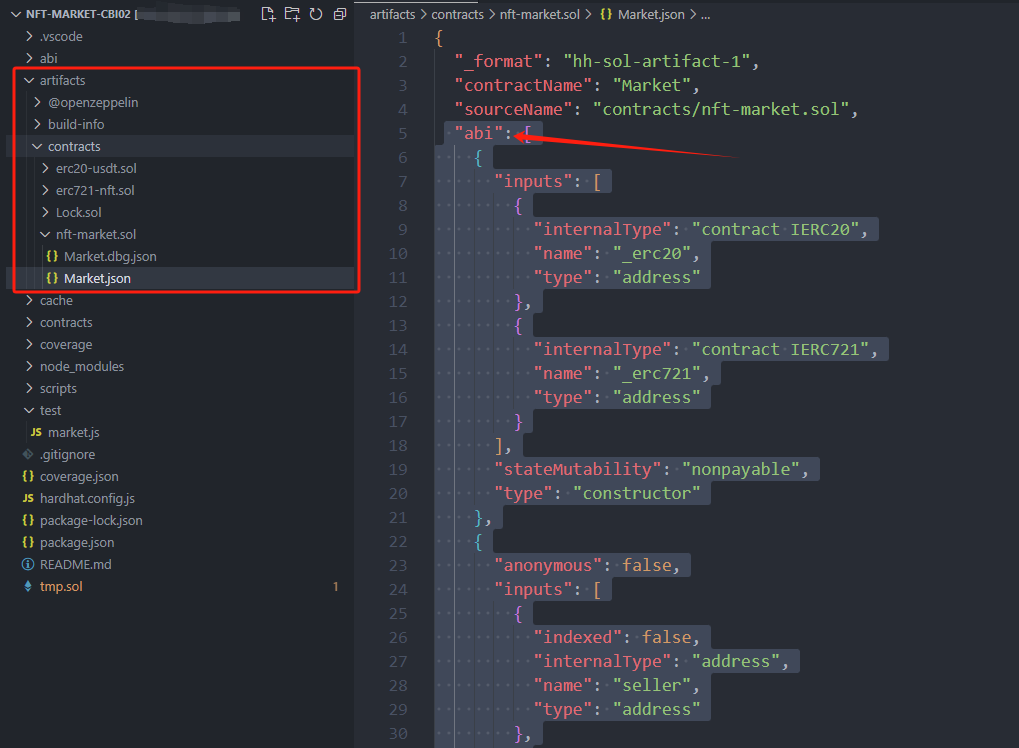 NFT-MARKET-CBI02 [
.vscode
abi
artifacts
@openzeppelin
build-info
contracts
erc20-usdt.sol
erc721-nft.sol
Lock.sol
nft-market.sol
{} Market.dbg.json
{} Market.json
cache
contracts
coverage
node_modules
scripts
test
JS market.js
.gitignore
{} coverage.json
JS hardhat.config.js
{} package-lock.json
{} package.json
README.md
tmp.sol 1
artifacts > contracts > nft-market.sol > {} Market.json > ...
1 {
2 "_format": "hh-sol-artifact-1",
3 "contractName": "Market",
4 "sourceName": "contracts/nft-market.sol",
5 "abi": [
6 {
7 "inputs": [
8 {
9 "internalType": "contract IERC20",
10 "name": "_erc20",
11 "type": "address"
12 },
13 {
14 "internalType": "contract IERC721",
15 "name": "_erc721",
16 "type": "address"
17 }
18 ],
19 "stateMutability": "nonpayable",
20 "type": "constructor"
21 },
22 {
23 "anonymous": false,
24 "inputs": [
25 {
26 "indexed": false,
27 "internalType": "address",
28 "name": "seller",
29 "type": "address"
30 },